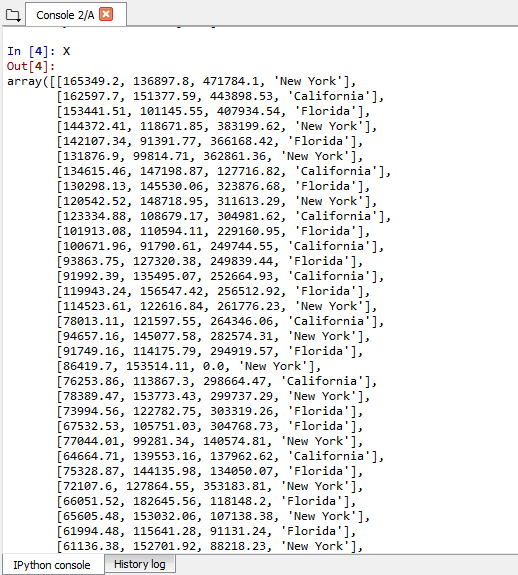 Console 2/A
In [4]: X
Out[4]:
array([[165349.2, 136897.8, 471784.1, 'New York'],
[162597.7, 151377.59, 443898.53, 'California'],
[153441.51, 101145.55, 407934.54, 'Florida'],
[144372.41, 118671.85, 383199.62, 'New York'],
[142107.34, 91391.77, 366168.42, 'Florida'],
[131876.9, 99814.71, 362861.36, 'New York'],
[134615.46, 147198.87, 127716.82, 'California'],
[130298.13, 145530.06, 323876.68, 'Florida'],
[120542.52, 148718.95, 311613.29, 'New York'],
[123334.88, 108679.17, 304981.62, 'California'],
[101913.08, 110594.11, 229160.95, 'Florida'],
[100671.96, 91790.61, 249744.55, 'California'],
[93863.75, 127320.38, 249839.44, 'Florida'],
[91992.39, 135495.07, 252664.93, 'California'],
[119943.24, 156547.42, 256512.92, 'Florida'],
[114523.61, 122616.84, 261776.23, 'New York'],
[78013.11, 121597.55, 264346.06, 'California'],
[94657.16, 145077.58, 282574.31, 'New York'],
[91749.16, 114175.79, 294919.57, 'Florida'],
[86419.7, 153514.11, 0.0, 'New York'],
[76253.86, 113867.3, 298664.47, 'California'],
[78389.47, 153773.43, 299737.29, 'New York'],
[73994.56, 122782.75, 303319.26, 'Florida'],
[67532.53, 105751.03, 304768.73, 'Florida'],
[77044.01, 99281.34, 140574.81, 'New York'],
[64664.71, 139553.16, 137962.62, 'California'],
[75328.87, 144135.98, 134050.07, 'Florida'],
[72107.6, 127864.55, 353183.81, 'New York'],
[66051.52, 182645.56, 118148.2, 'Florida'],
[65605.48, 153032.06, 107138.38, 'New York'],
[61994.48, 115641.28, 91131.24, 'Florida'],
[61136.38, 152701.92, 88218.23, 'New York'],
IPython console
History log